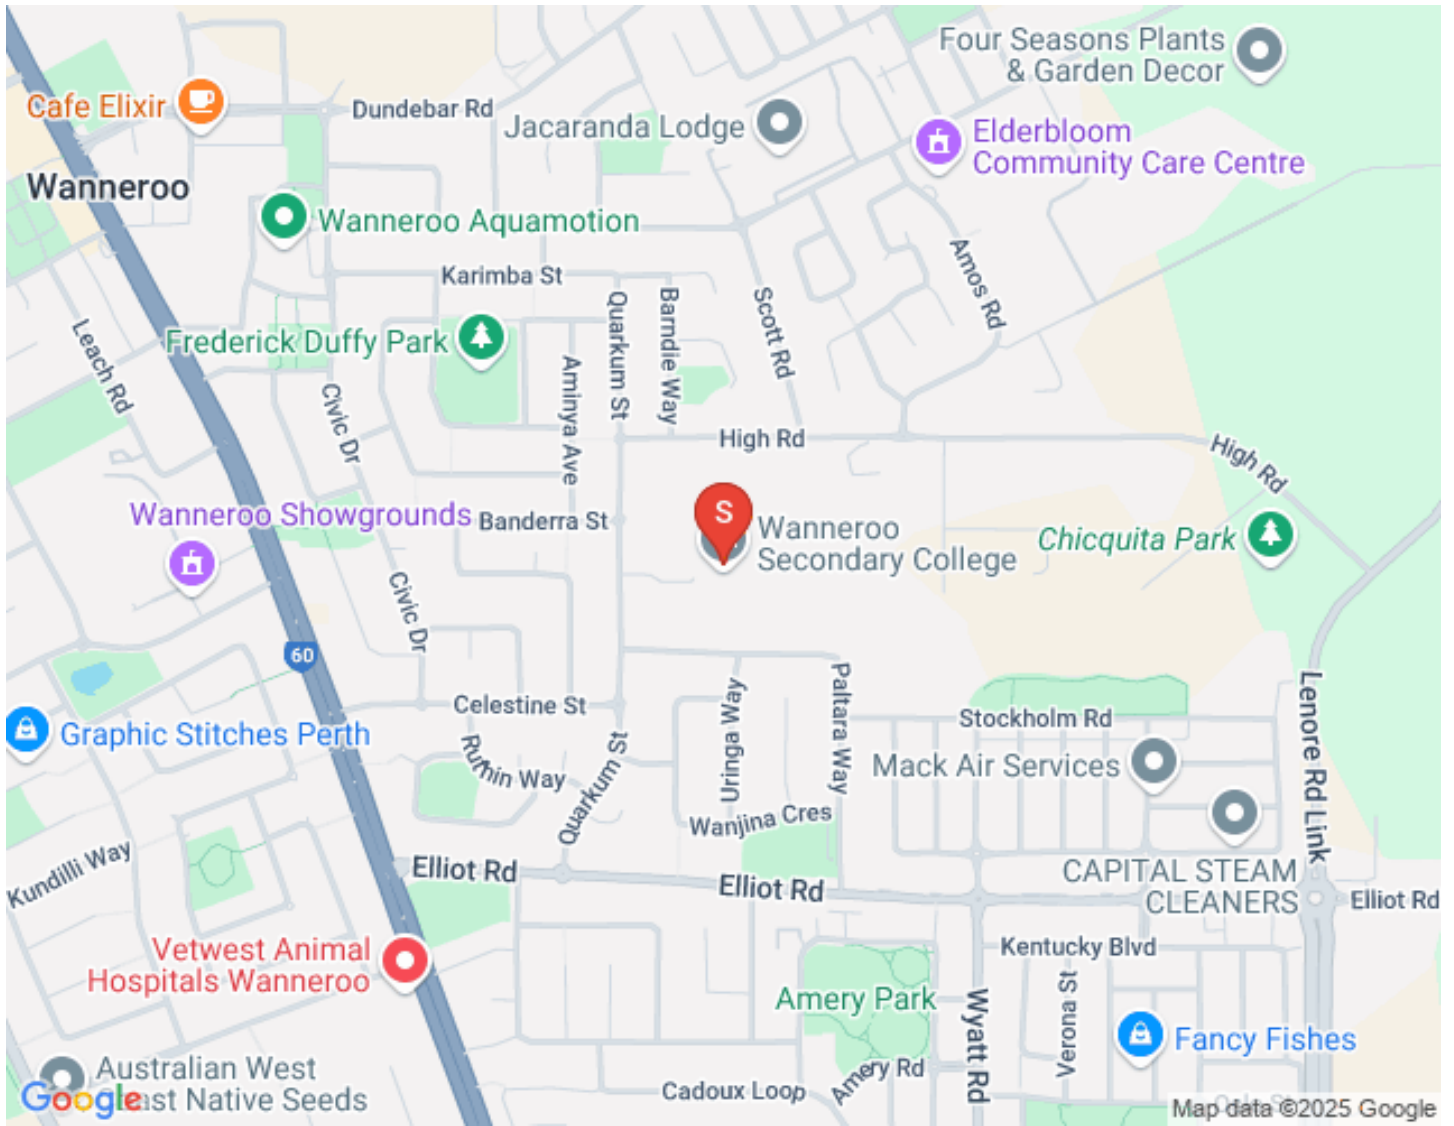 Four Seasons Plants
& Garden Decor
Cafe Elixir
Dundebar Rd
Jacaranda Lodge
Elderbloom
Community Care Centre
Wanneroo
Wanneroo Aquamotion
Karimba St
Amos Rd
Quarkum St
Barndie Way
Scott Rd
Leach Rd
Frederick Duffy Park
Aminya Ave
Civic Dr
High Rd
High Rd
Wanneroo Showgrounds
Banderra St
S
Wanneroo
Secondary College
Chicquita Park
Civic Dr
60
Celestine St
Uringa Way
Paltara Way
Stockholm Rd
Lenore Rd Link
Graphic Stitches Perth
Rufnin Way
Quarkum St
Mack Air Services
Wanjina Cres
Kundilli Way
Elliot Rd
Elliot Rd
CAPITAL STEAM
CLEANERS
Elliot Rd
Vetwest Animal
Hospitals Wanneroo
Kentucky Blvd
Amery Park
Wyatt Rd
Verona St
Fancy Fishes
Australian West
Native Seeds
Cadoux Loop
Amery Rd
Google
Map data ©2025 Google